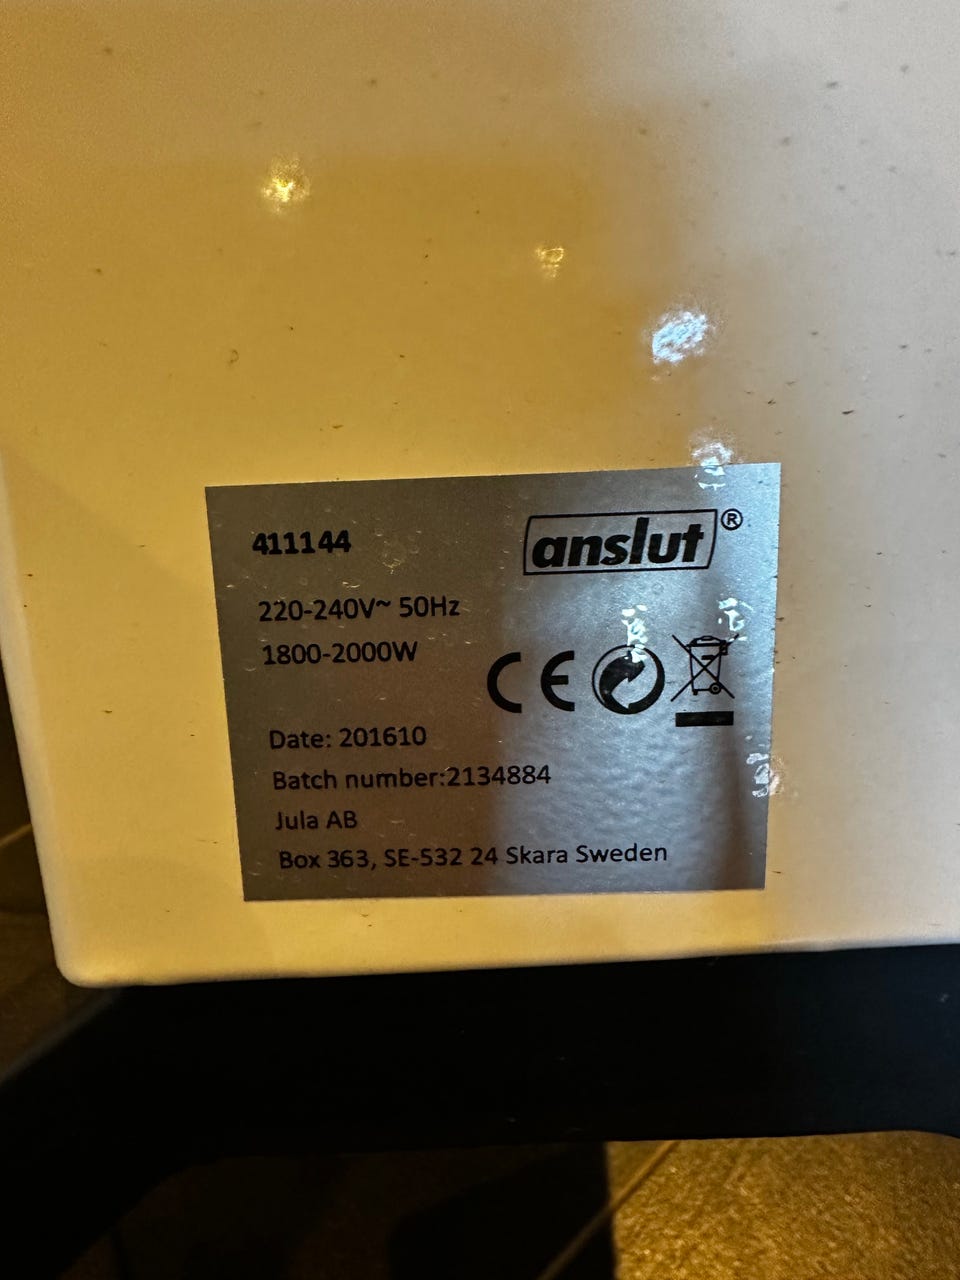 411144
anslut®
220-240V~ 50Hz
1800-2000W
CE
Date: 201610
Batch number:2134884
Jula AB
Box 363, SE-532 24 Skara Sweden